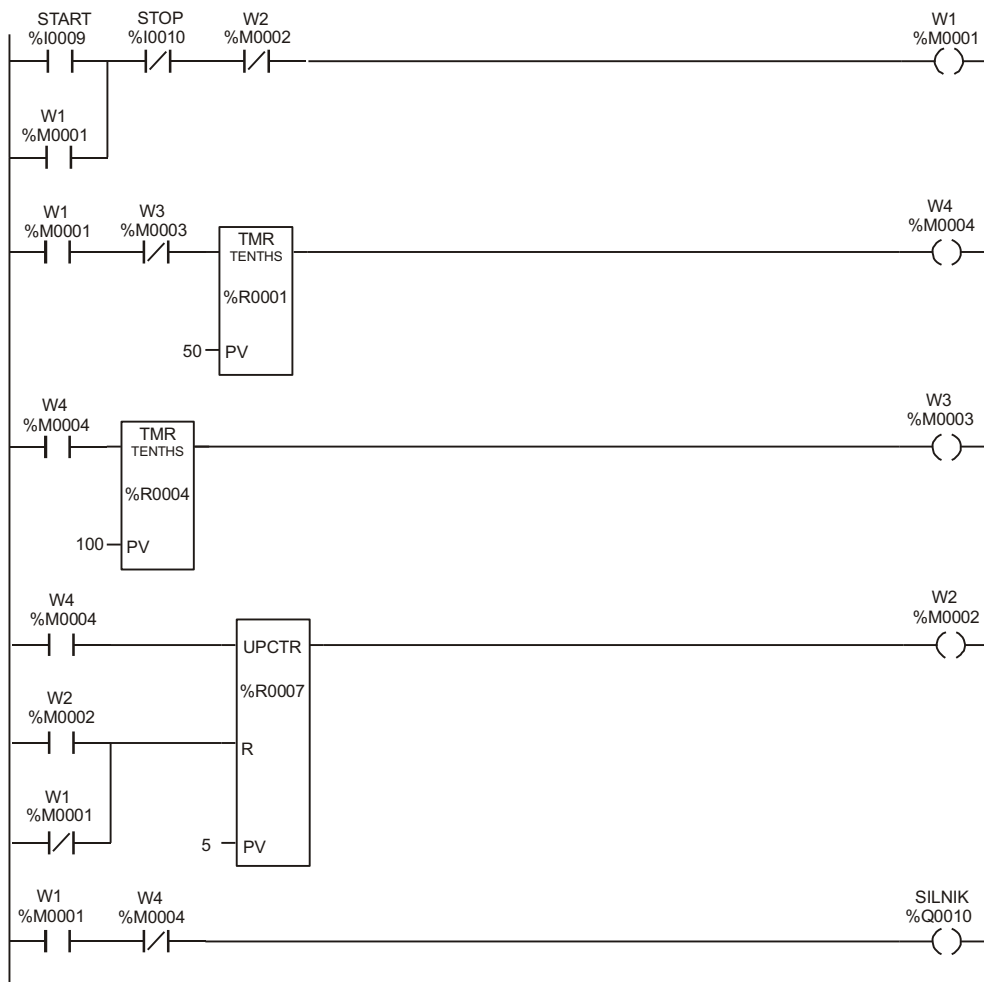 START
%I0009
STOP
%I0010
W2
%M0002
W1
%M0001
W1
%M0001
W1
%M0001
W3
%M0003
TMR
TENTHS
%R0001
50
PV
W4
%M0004
W4
%M0004
TMR
TENTHS
%R0004
100
PV
W3
%M0003
W4
%M0004
UPCTR
%R0007
W2
%M0002
W2
%M0002
R
W1
%M0001
5
PV
W1
%M0001
W4
%M0004
SILNIK
%Q0010